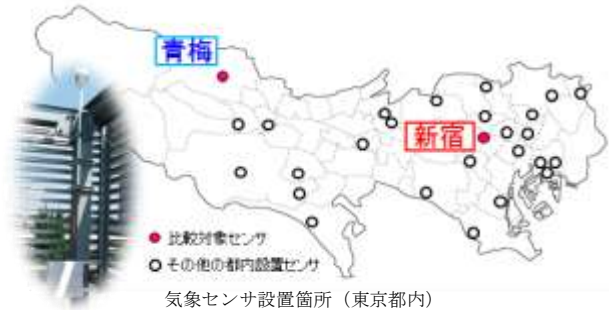 青梅
新宿
比較対象センサ
その他の都内設置センサ
気象センサ設置箇所（東京都内）